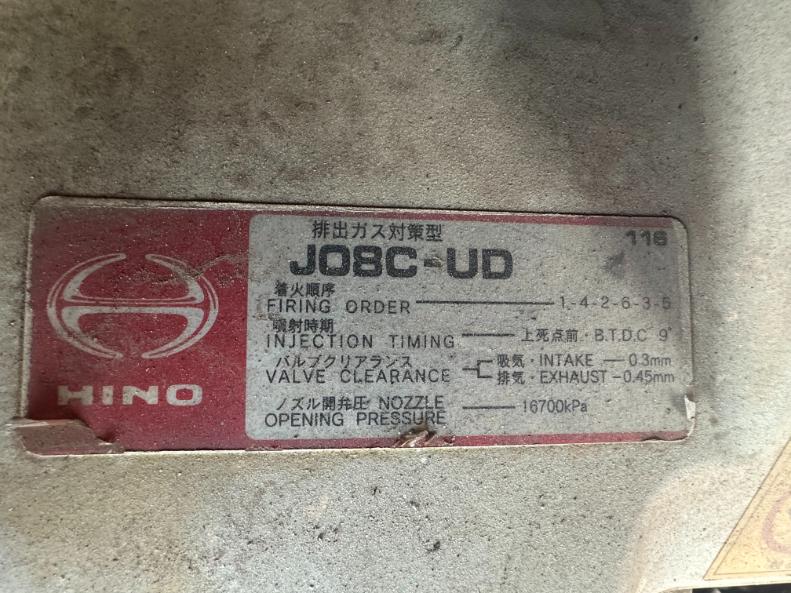 排出ガス対策型
116
J08C-UD
着火順序
FIRING ORDER 1-4-2-6-3-5
噴射時期
INJECTION TIMING 上死点前・B.T.D.C 9°
バルブクリアランス 吸気・INTAKE 0.3mm
VALVE CLEARANCE 排気・EXHAUST 0.45mm
ノズル開弁圧 NOZZLE 16700kPa
OPENING PRESSURE
HINO